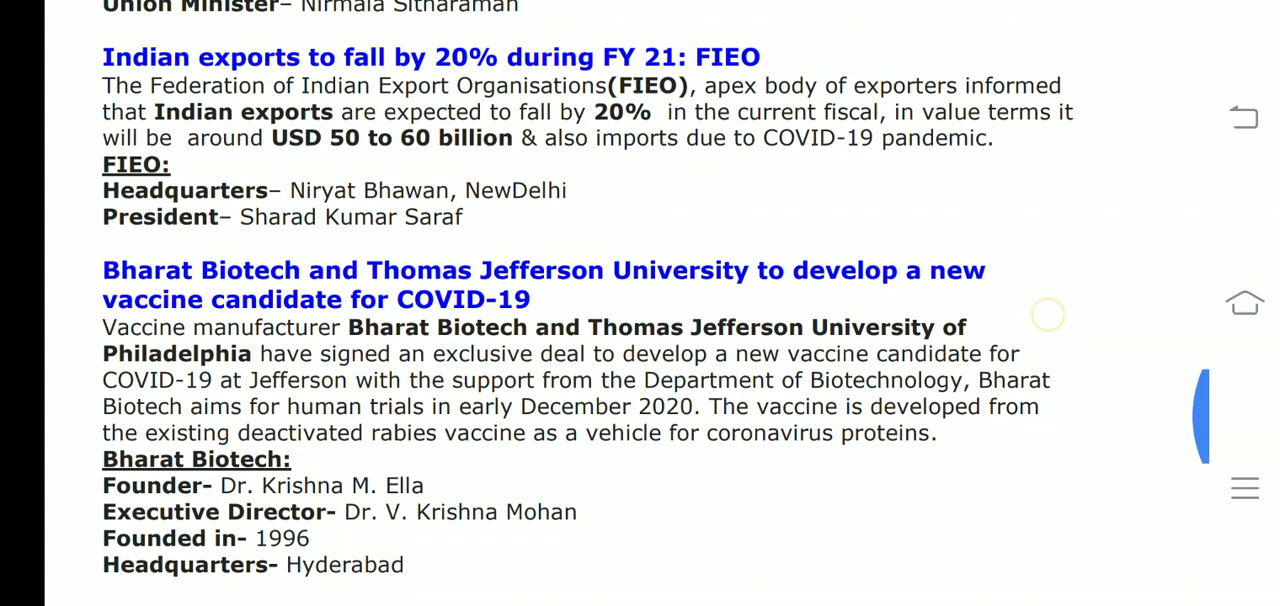 Union Minister– Nirmala Sitharaman
Indian exports to fall by 20% during FY 21: FIEO
The Federation of Indian Export Organisations(FIEO), apex body of exporters informed
that Indian exports are expected to fall by 20% in the current fiscal, in value terms it
will be around USD 50 to 60 billion & also imports due to COVID-19 pandemic.
FIEO:
Headquarters– Niryat Bhawan, NewDelhi
President– Sharad Kumar Saraf
Bharat Biotech and Thomas Jefferson University to develop a new
vaccine candidate for COVID-19
Vaccine manufacturer Bharat Biotech and Thomas Jefferson University of
Philadelphia have signed an exclusive deal to develop a new vaccine candidate for
COVID-19 at Jefferson with the support from the Department of Biotechnology, Bharat
Biotech aims for human trials in early December 2020. The vaccine is developed from
the existing deactivated rabies vaccine as a vehicle for coronavirus proteins.
Bharat Biotech:
Founder- Dr. Krishna M. Ella
Executive Director- Dr. V. Krishna Mohan
Founded in- 1996
Headquarters- Hyderabad